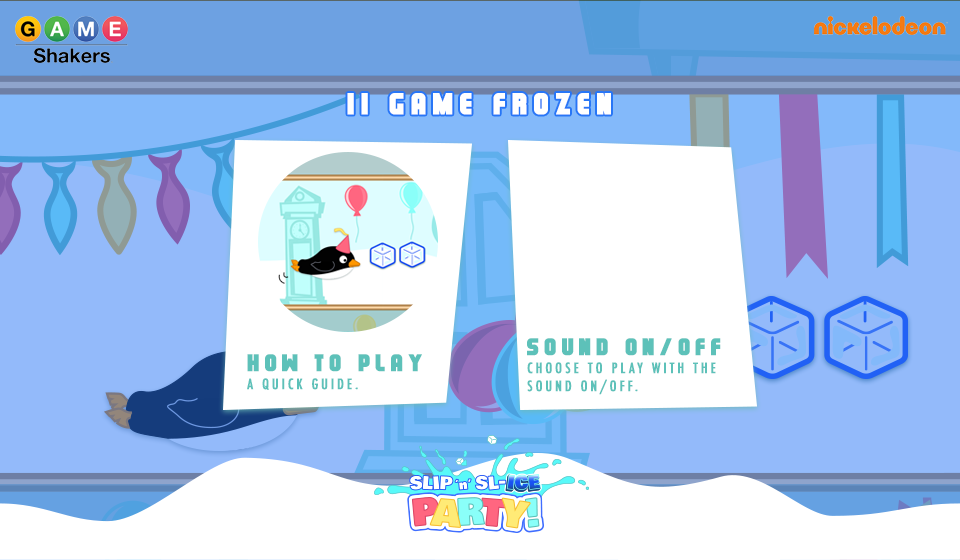 GAME
Shakers
nickelodeon
II GAME FROZEN
HOW TO PLAY
A QUICK GUIDE.
SOUND ON/OFF
CHOOSE TO PLAY WITH THE
SOUND ON/OFF.
SLIP 'n' SL-ICE
PARTY!